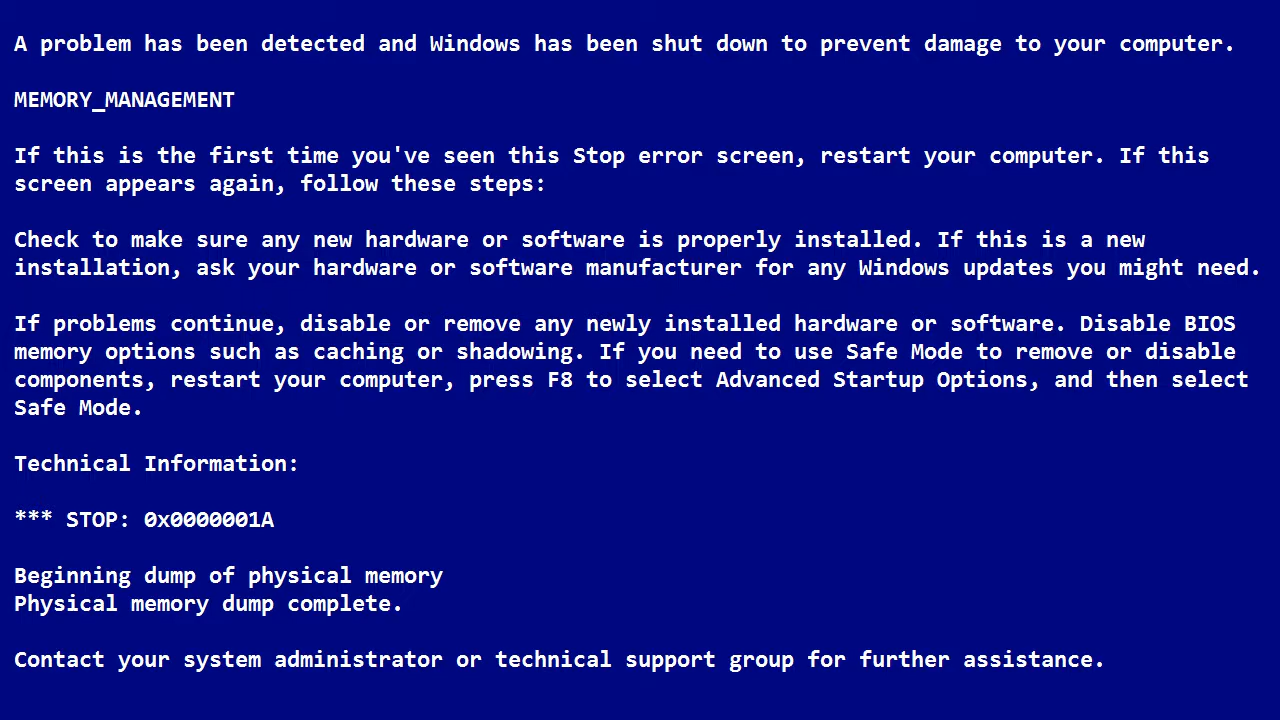 A problem has been detected and Windows has been shut down to prevent damage to your computer.
MEMORY_MANAGEMENT
If this is the first time you've seen this Stop error screen, restart your computer. If this
screen appears again, follow these steps:
Check to make sure any new hardware or software is properly installed. If this is a new
installation, ask your hardware or software manufacturer for any Windows updates you might need.
If problems continue, disable or remove any newly installed hardware or software. Disable BIOS
memory options such as caching or shadowing. If you need to use Safe Mode to remove or disable
components, restart your computer, press F8 to select Advanced Startup Options, and then select
Safe Mode.
Technical Information:
*** STOP: 0x0000001A
Beginning dump of physical memory
Physical memory dump complete.
Contact your system administrator or technical support group for further assistance.